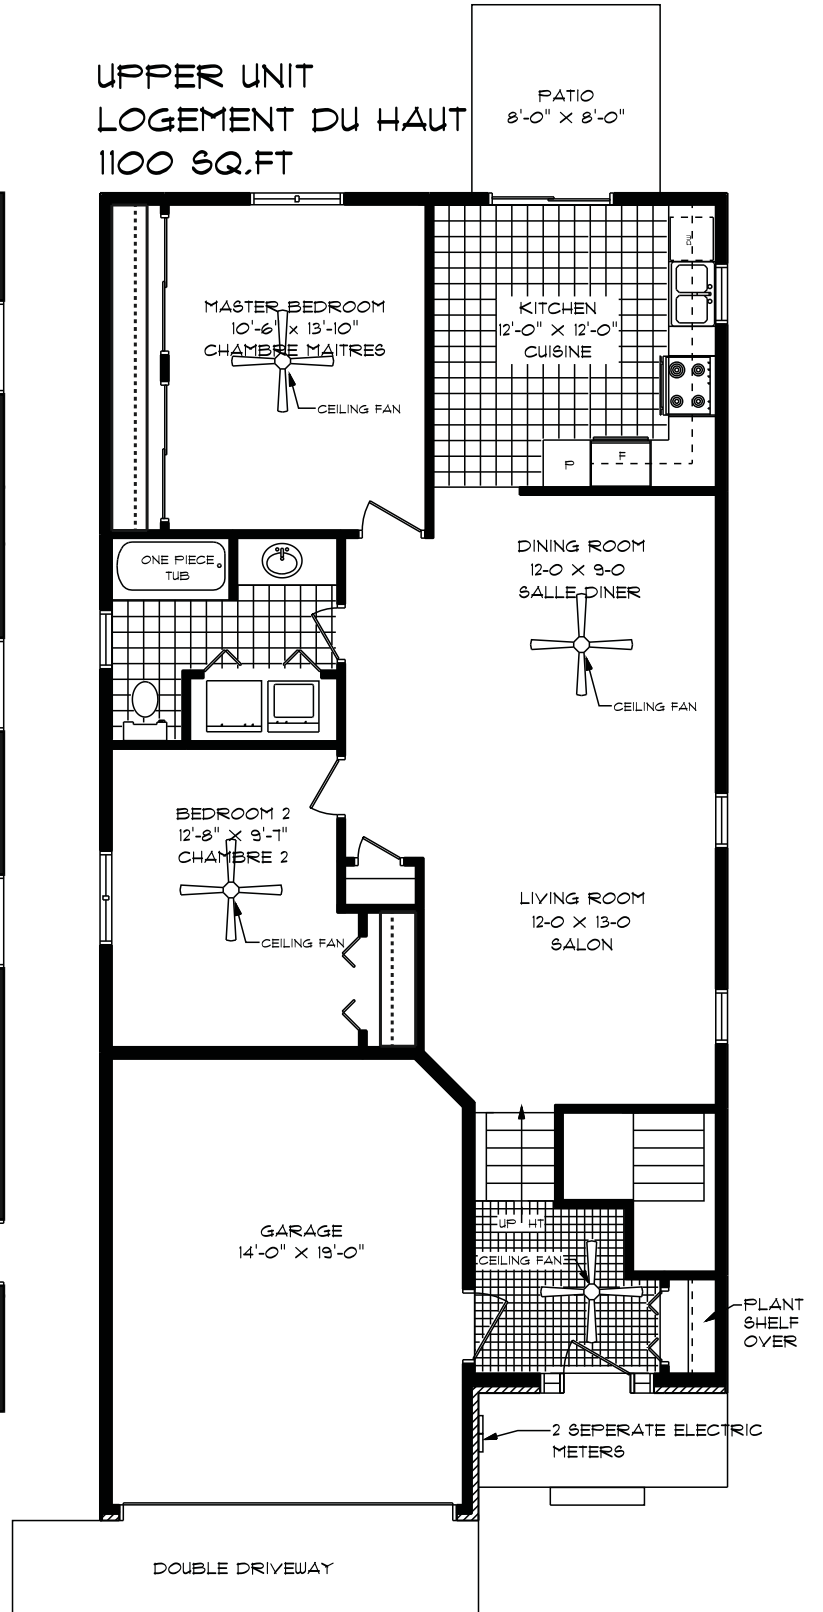 UPPER UNIT
LOGEMENT DU HAUT
1100 SQ.FT
PATIO
8'-0" X 8'-0"
DW
MASTER BEDROOM
10'-6" x 13'-10"
CHAMBRE MAITRES
CEILING FAN
KITCHEN
12'-0" X 12'-0"
CUISINE
P
F
ONE PIECE
TUB
DINING ROOM
12-0 X 9-0
SALLE DINER
CEILING FAN
BEDROOM 2
12'-8" X 9'-7"
CHAMBRE 2
CEILING FAN
LIVING ROOM
12-0 X 13-0
SALON
GARAGE
14'-0" X 19'-0"
UP HT
CEILING FAN
PLANT
SHELF
OVER
2 SEPERATE ELECTRIC
METERS
DOUBLE DRIVEWAY